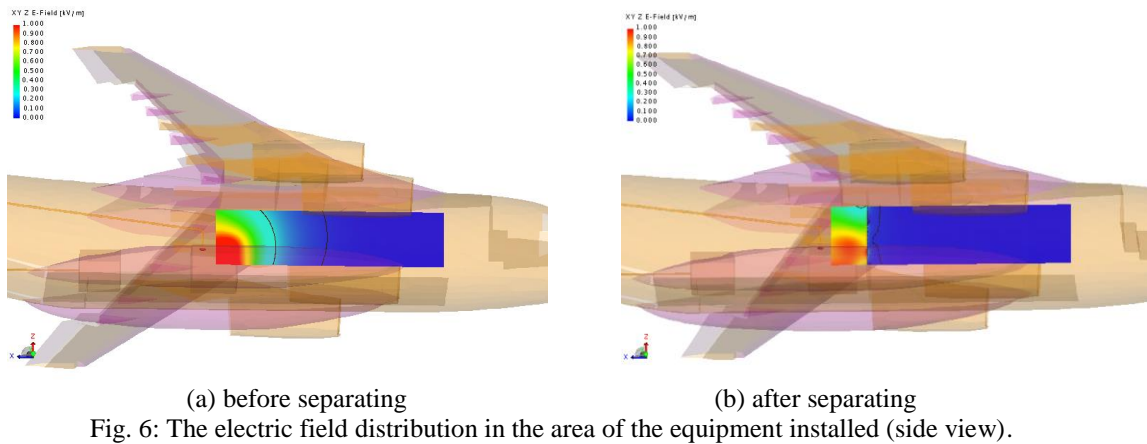 XY Z E-Field [kV/m]
1.000
0.900
0.800
0.700
0.600
0.500
0.400
0.300
0.200
0.100
0.000
Z
X
XY Z E-Field [kV/m]
1.000
0.900
0.800
0.700
0.600
0.500
0.400
0.300
0.200
0.100
0.000
Z
X
(a) before separating
(b) after separating
Fig. 6: The electric field distribution in the area of the equipment installed (side view).